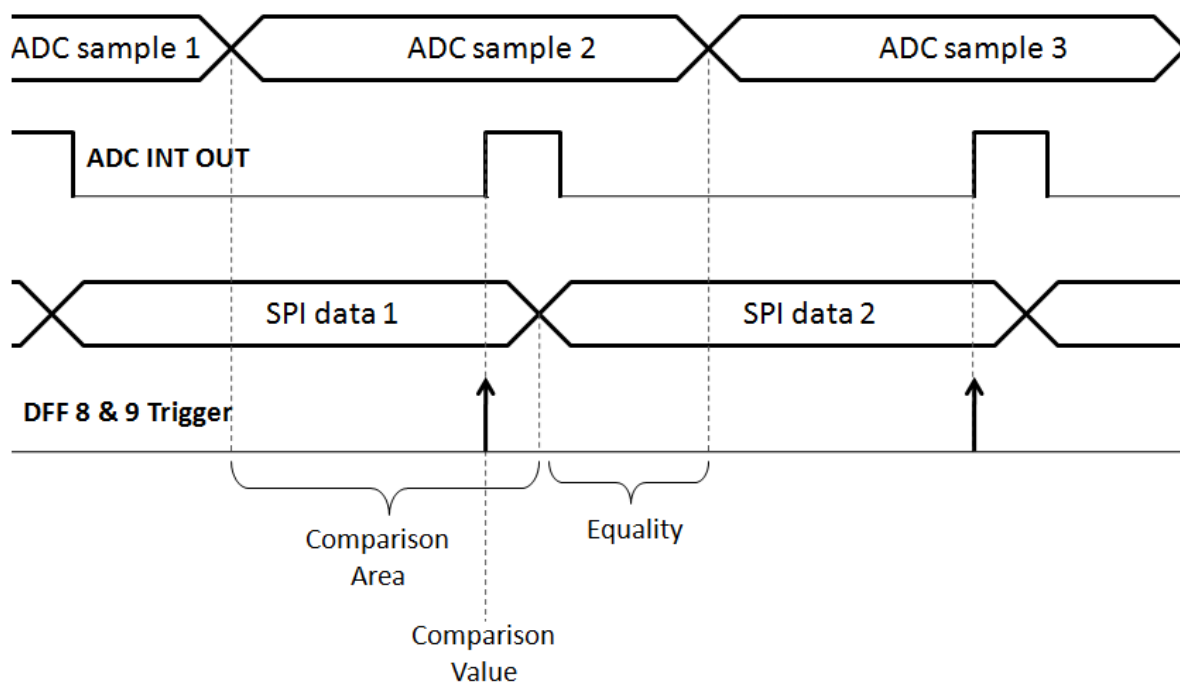 ADC sample 1
ADC sample 2
ADC sample 3
ADC INT OUT
SPI data 1
SPI data 2
DFF 8 & 9 Trigger
Comparison
Area
Equality
Comparison
Value